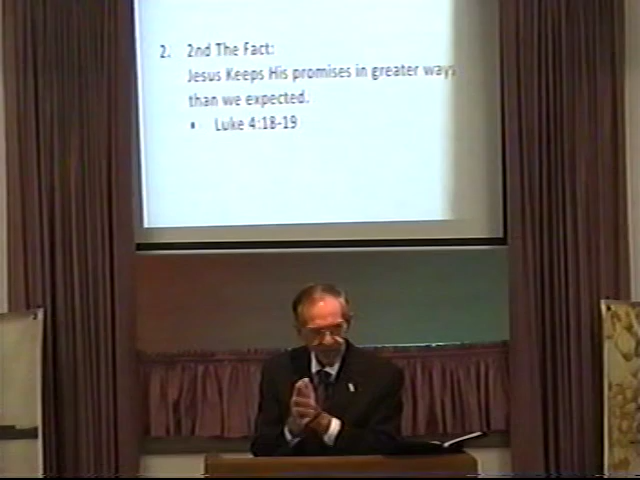 2. 2nd The Fact:
Jesus Keeps His promises in greater ways
than we expected.
• Luke 4:18-19